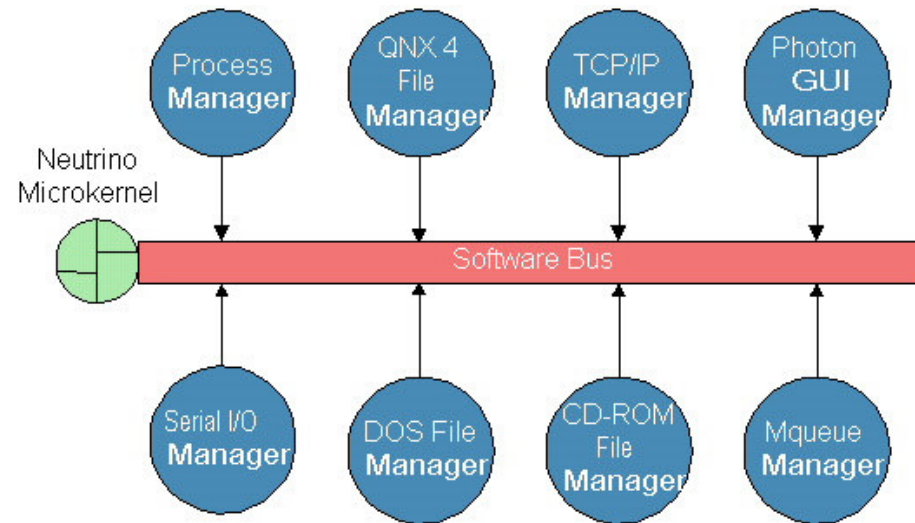 Process
Manager
QNX 4
File
Manager
TCP/IP
Manager
Photon
GUI
Manager
Neutrino
Microkernel
Software Bus
Serial I/O
Manager
DOS File
Manager
CD-ROM
File
Manager
Mqueue
Manager